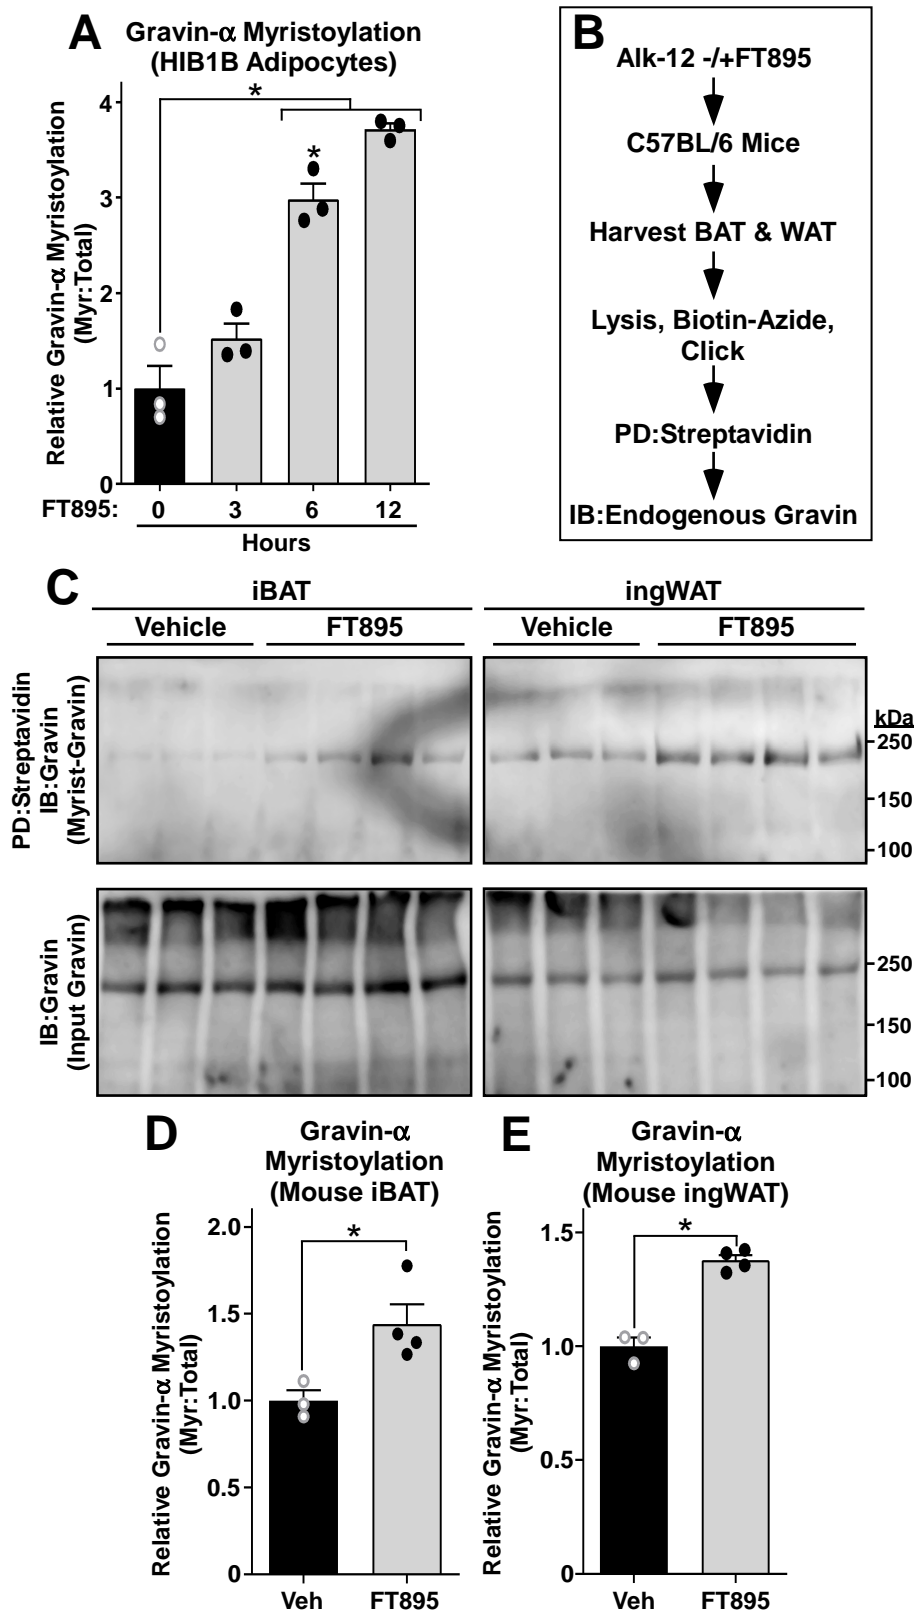 A
Gravin-α Myristoylation
(HIB1B Adipocytes)
Relative Gravin-α Myristoylation
(Myr:Total)
4
3
2
1
0
*
*
FT895:
0
3
6
12
Hours
B
Alk-12 -/+FT895
C57BL/6 Mice
Harvest BAT & WAT
Lysis, Biotin-Azide,
Click
PD:Streptavidin
IB:Endogenous Gravin
C
iBAT
ingWAT
Vehicle
FT895
Vehicle
FT895
PD:Streptavidin
IB:Gravin
(Myrist-Gravin)
kDa
250
150
100
IB:Gravin
(Input Gravin)
250
150
100
D
Gravin-α
Myristoylation
(Mouse iBAT)
Relative Gravin-α Myristoylation
(Myr:Total)
2.0
1.5
1.0
0.5
0
*
Veh
FT895
E
Gravin-α
Myristoylation
(Mouse ingWAT)
Relative Gravin-α Myristoylation
(Myr:Total)
1.5
1.0
0.5
0
*
Veh
FT895